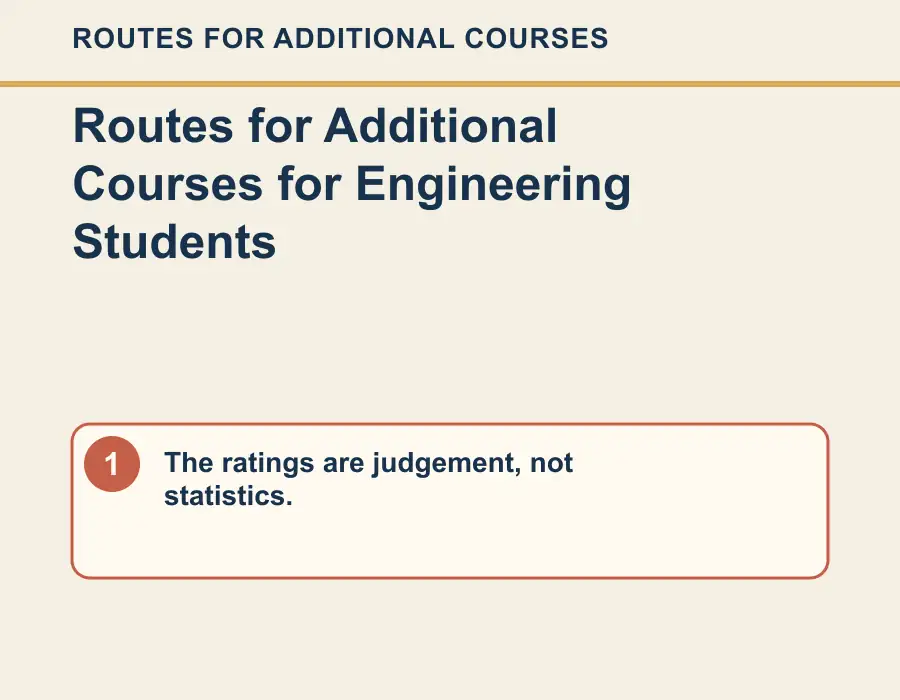 ROUTES FOR ADDITIONAL COURSES
Routes for Additional
Courses for Engineering
Students
1
The ratings are judgement, not
statistics.